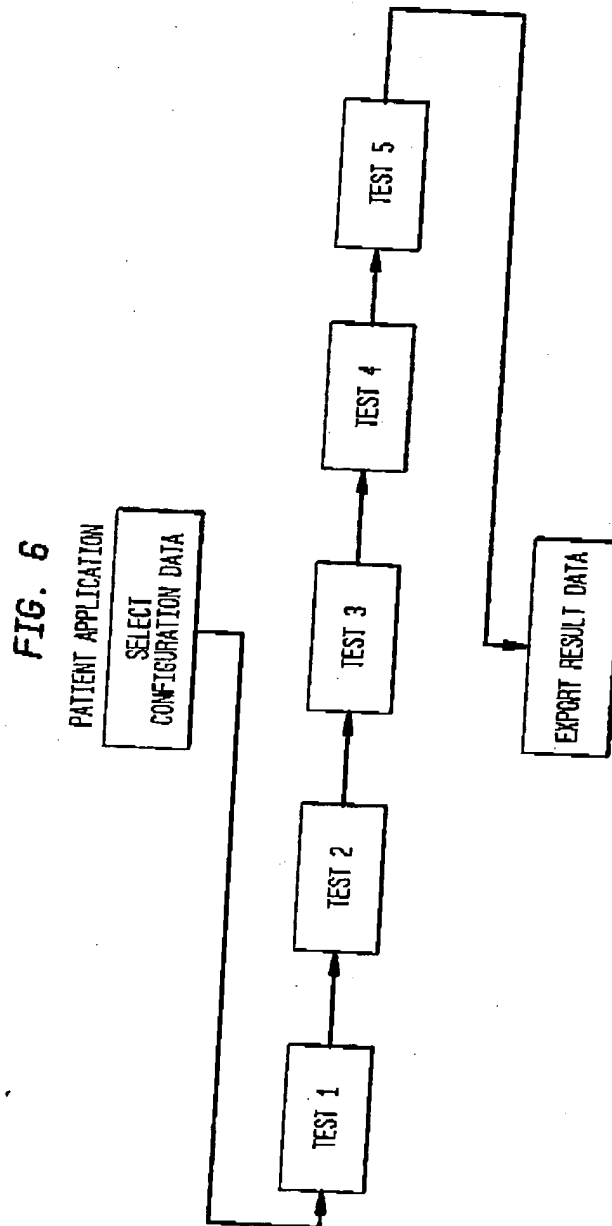 FIG. 6
PATIENT APPLICATION
SELECT
CONFIGURATION DATA
TEST 1
TEST 2
TEST 3
TEST 4
TEST 5
EXPORT RESULT DATA